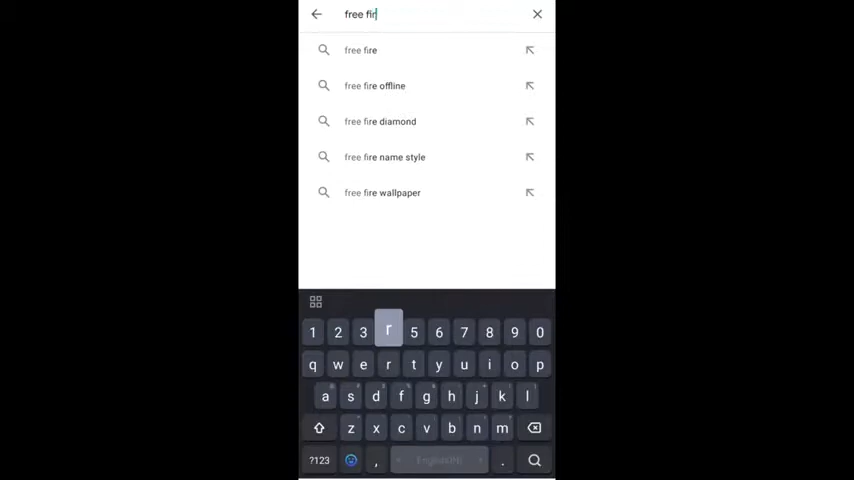 free fir
free fire
free fire offline
free fire diamond
free fire name style
free fire wallpaper
r
1 2 3 5 6 7 8 9 0
q w e r t y u i o p
a s d f g h j k l
z x c v b n m
?123 , .